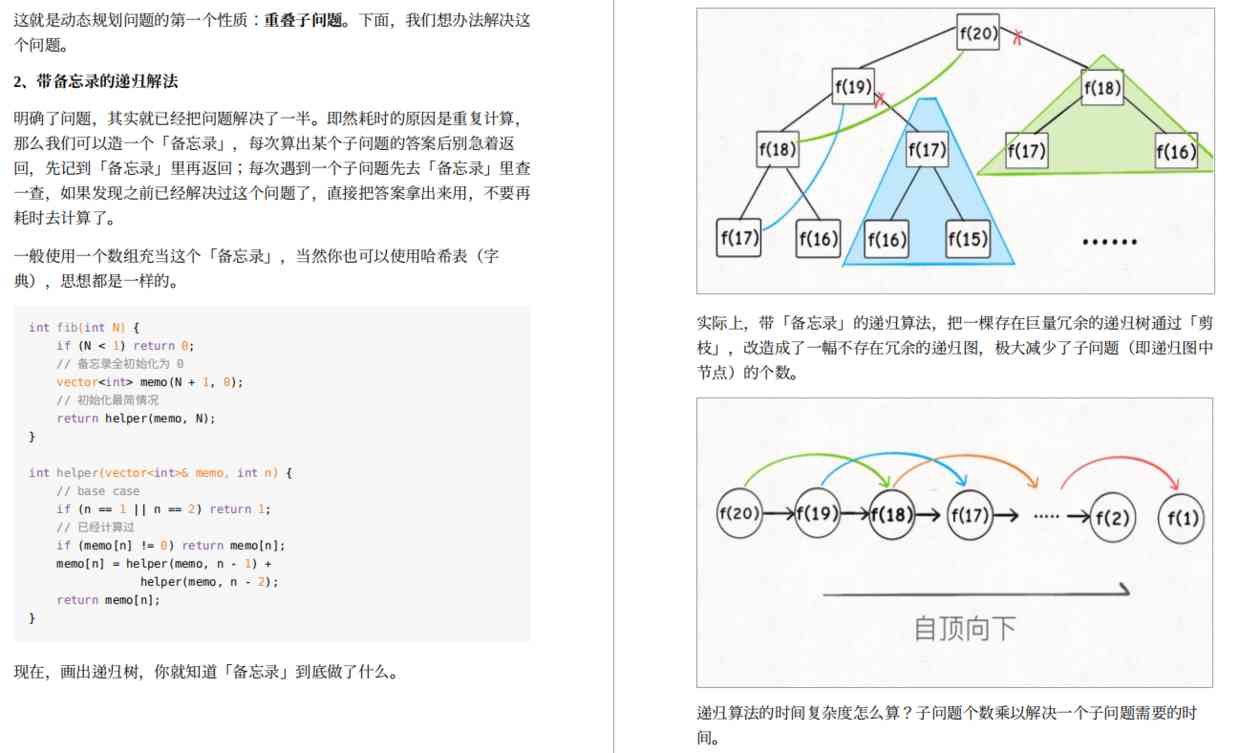 这就是动态规划问题的第一个性质：重叠子问题。下面，我们想办法解决这
个问题。
2、带备忘录的递归解法
明确了问题，其实就已经把问题解决了一半。即然耗时的原因是重复计算，
那么我们可以造一个「备忘录」，每次算出某个子问题的答案后别急着返
回，先记到「备忘录」里再返回；每次遇到一个子问题先去「备忘录」里查
一查，如果发现之前已经解决过这个问题了，直接把答案拿出来用，不要再
耗时去计算了。
一般使用一个数组充当这个「备忘录」，当然你也可以使用哈希表（字
典），思想都是一样的。
int fib(int N) {
    if (N < 1) return 0;
    // 备忘录全初始化为 0
    vector<int> memo(N + 1, 0);
    // 初始化最简情况
    return helper(memo, N);
}
int helper(vector<int>& memo, int n) {
    // base case
    if (n == 1 || n == 2) return 1;
    // 已经计算过
    if (memo[n] != 0) return memo[n];
    memo[n] = helper(memo, n - 1) +
                helper(memo, n - 2);
    return memo[n];
}
现在，画出递归树，你就知道「备忘录」到底做了什么。
f(20)
f(19) f(18)
f(18) f(17) f(17) f(16)
f(17) f(16) f(16) f(15) ······
实际上，带「备忘录」的递归算法，把一棵存在巨量冗余的递归树通过「剪
枝」，改造成了一幅不存在冗余的递归图，极大减少了子问题（即递归图中
节点）的个数。
f(20) f(19) f(18) f(17) ····· f(2) f(1)
自顶向下
递归算法的时间复杂度怎么算？子问题个数乘以解决一个子问题需要的时
间。